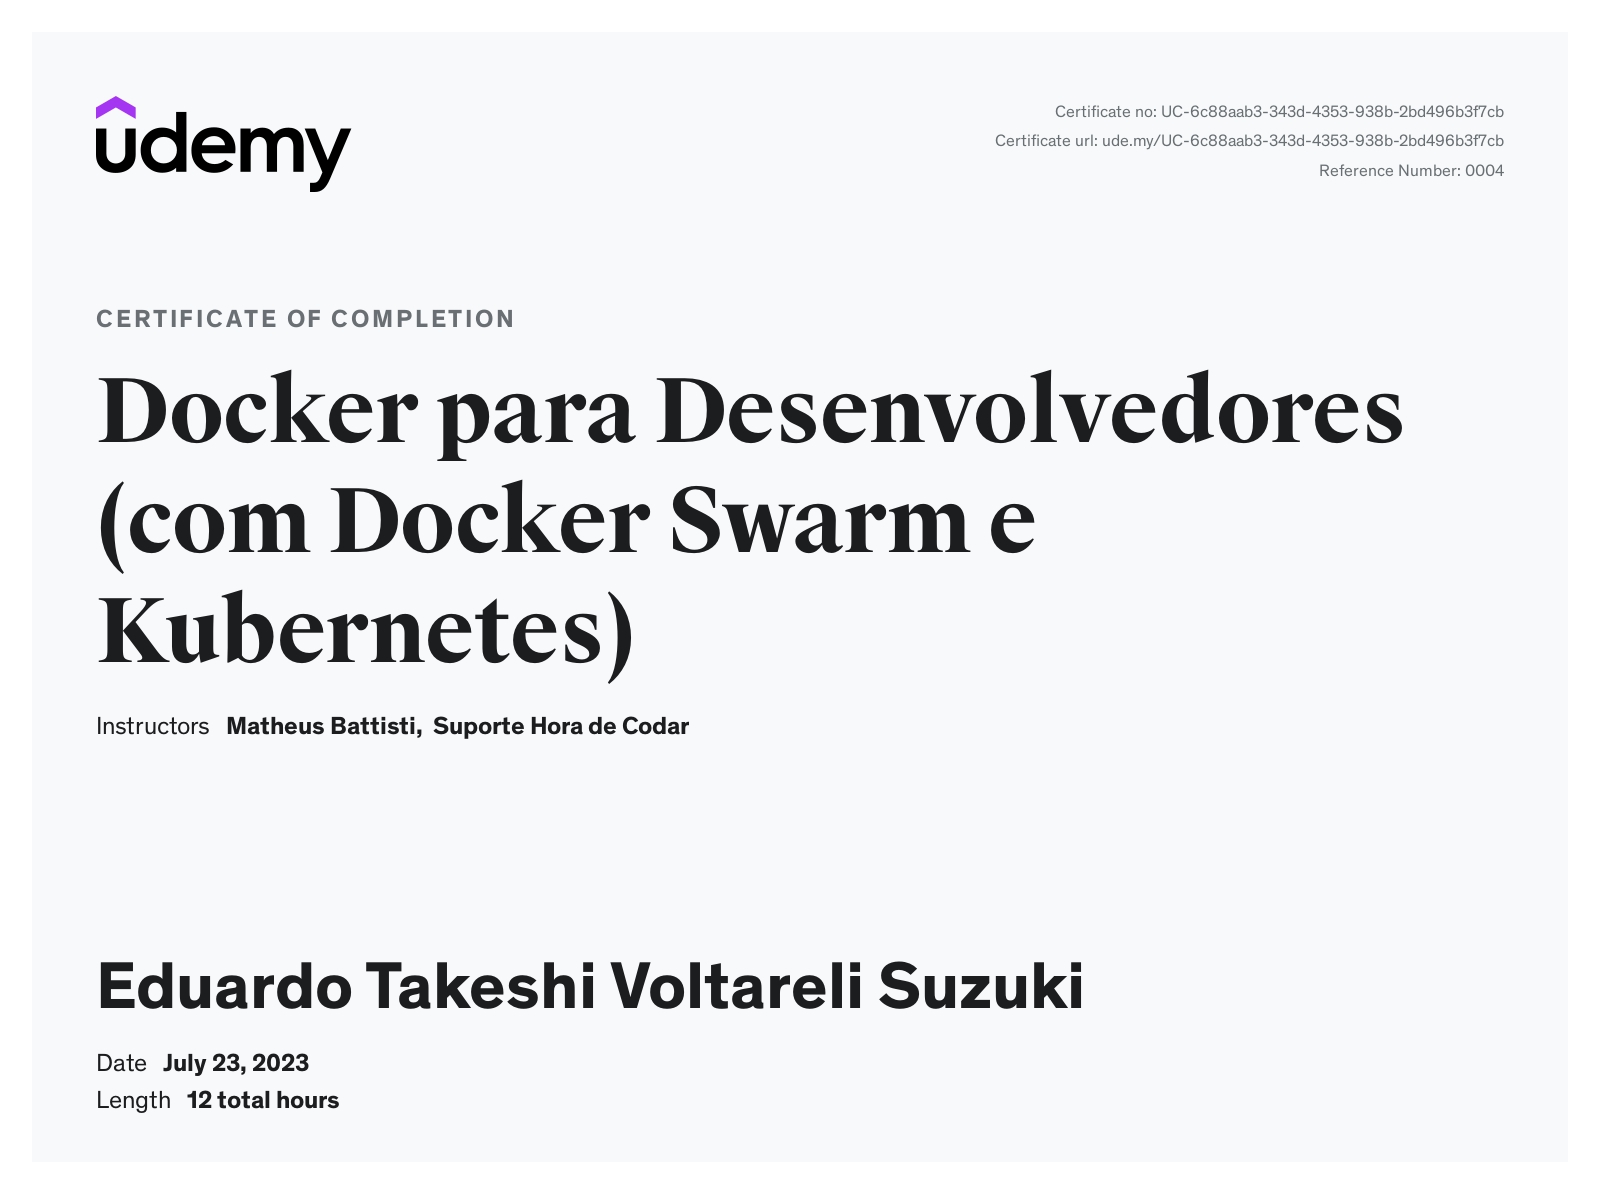 udemy
Certificate no: UC-6c88aab3-343d-4353-938b-2bd496b3f7cb
Certificate url: ude.my/UC-6c88aab3-343d-4353-938b-2bd496b3f7cb
Reference Number: 0004
CERTIFICATE OF COMPLETION
Docker para Desenvolvedores
(com Docker Swarm e
Kubernetes)
Instructors Matheus Battisti, Suporte Hora de Codar
Eduardo Takeshi Voltareli Suzuki
Date July 23, 2023
Length 12 total hours